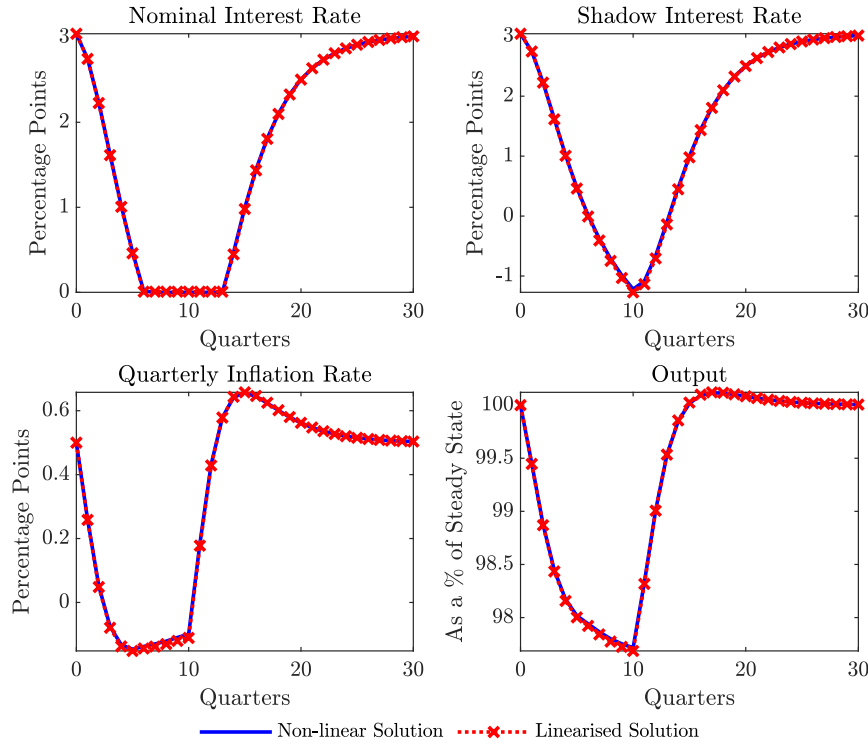 Nominal Interest Rate
Percentage Points
3
2
1
0
0 10 20 30
Quarters
Shadow Interest Rate
Percentage Points
3
2
1
0
-1
0 10 20 30
Quarters
Quarterly Inflation Rate
Percentage Points
0.6
0.4
0.2
0
0 10 20 30
Quarters
Output
As a % of Steady State
100
99.5
99
98.5
98
0 10 20 30
Quarters
Non-linear Solution Linearised Solution